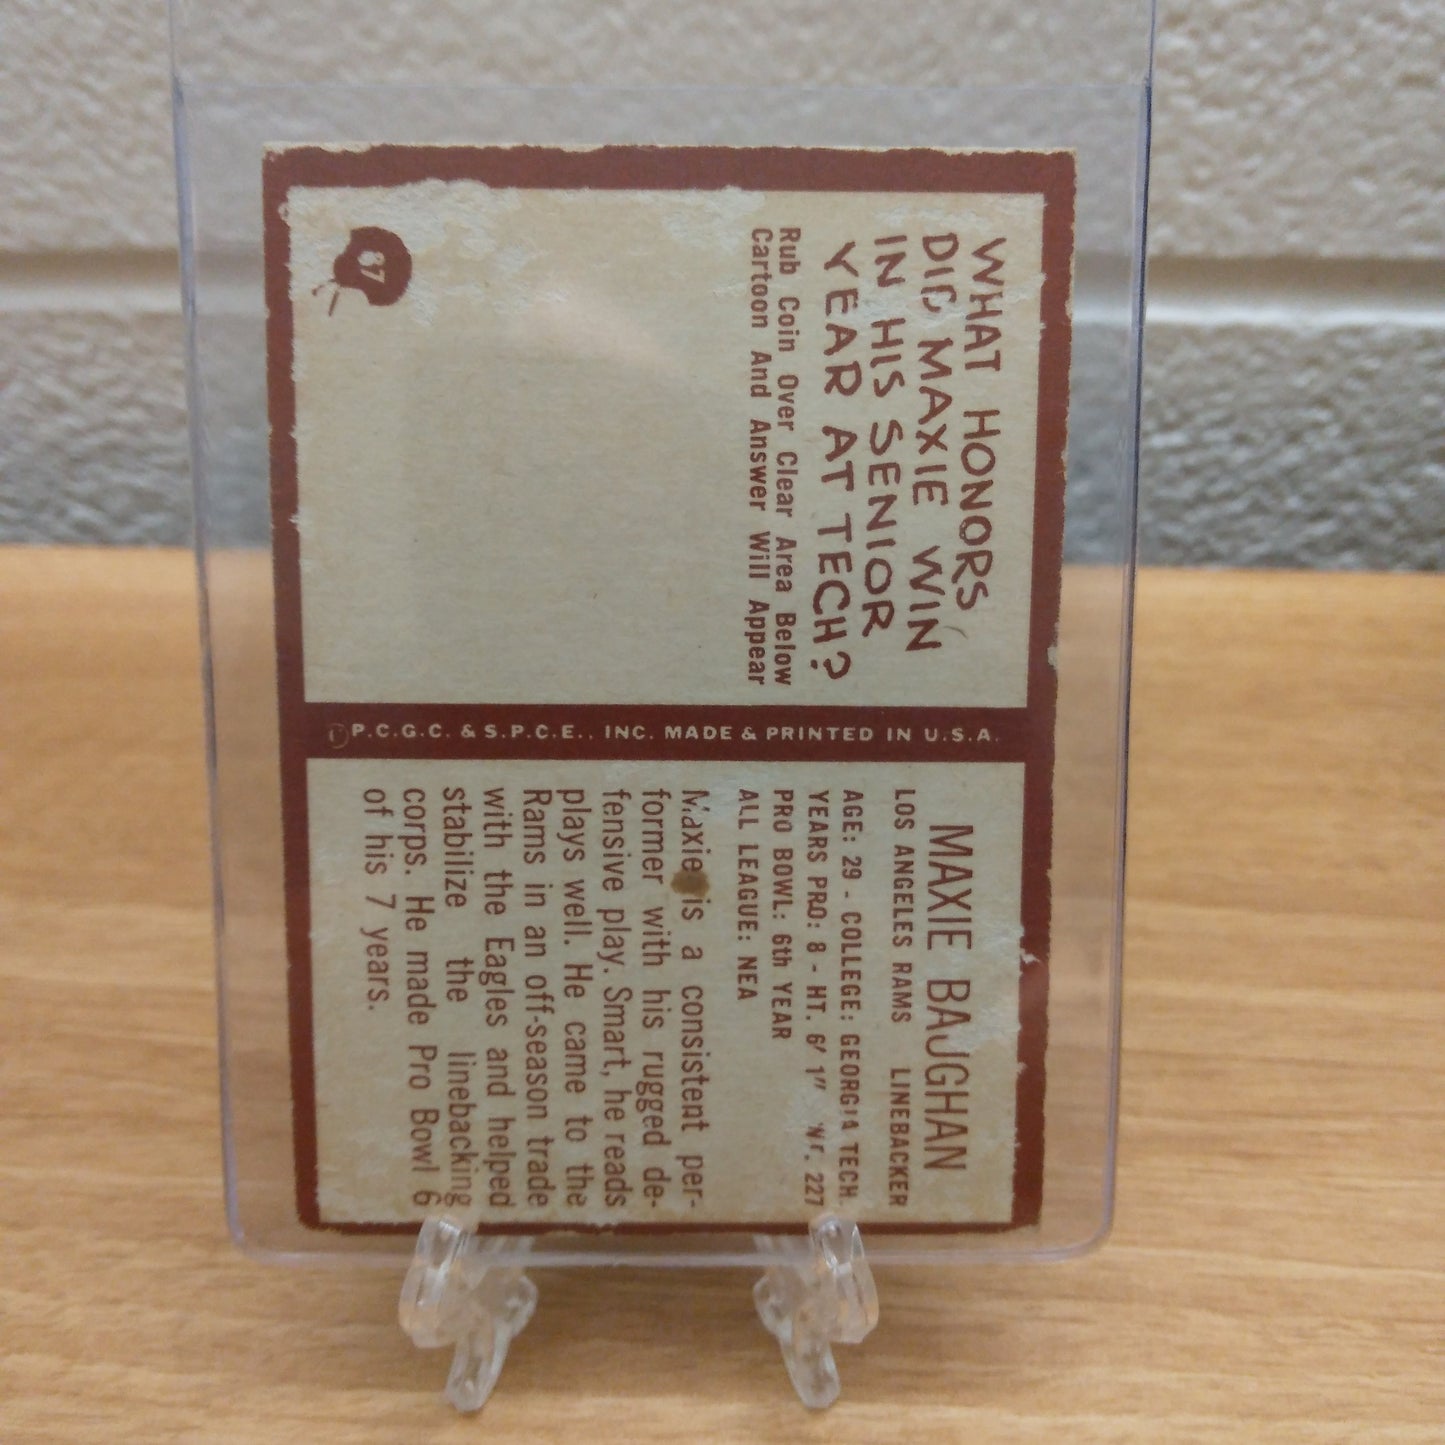 WHAT HONORS
DID MAXIE WIN
IN HIS SENIOR
YEAR AT TECH?
Rub Coin Over Clear Area Below
Cartoon And Answer Will Appear
87
P.C.G.C. & S.P.C.E., INC. MADE & PRINTED IN U.S.A.
MAXIE BAUGHAN
LOS ANGELES RAMS LINEBACKER
AGE: 29 - COLLEGE: GEORGIA TECH.
YEARS PRO: 8 - HT. 6' 1" WT. 227
PRO BOWL: 6th YEAR
ALL LEAGUE: NEA
Maxie is a consistent per-
former with his rugged de-
fensive play. Smart, he reads
plays well. He came to the
Rams in an off-season trade
with the Eagles and helped
stabilize the linebacking
corps. He made Pro Bowl 6
of his 7 years.